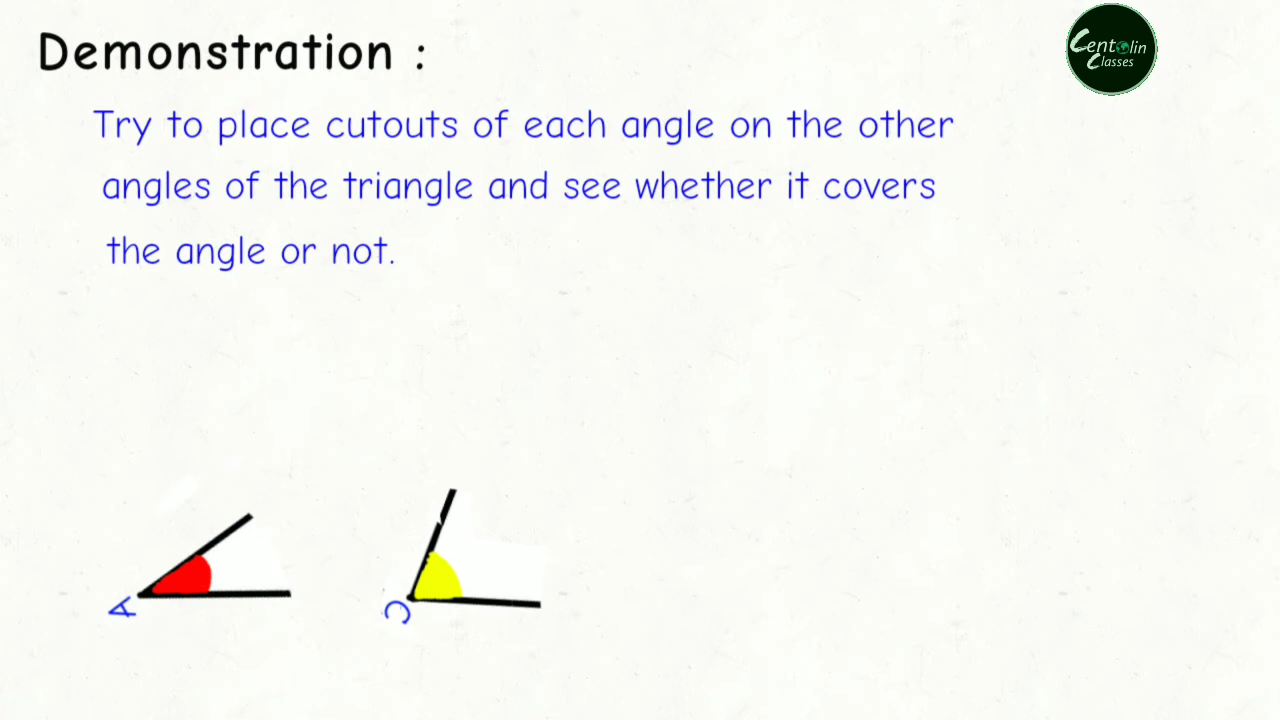 Demonstration :
Centolin
Classes
Try to place cutouts of each angle on the other
angles of the triangle and see whether it covers
the angle or not.
A
C